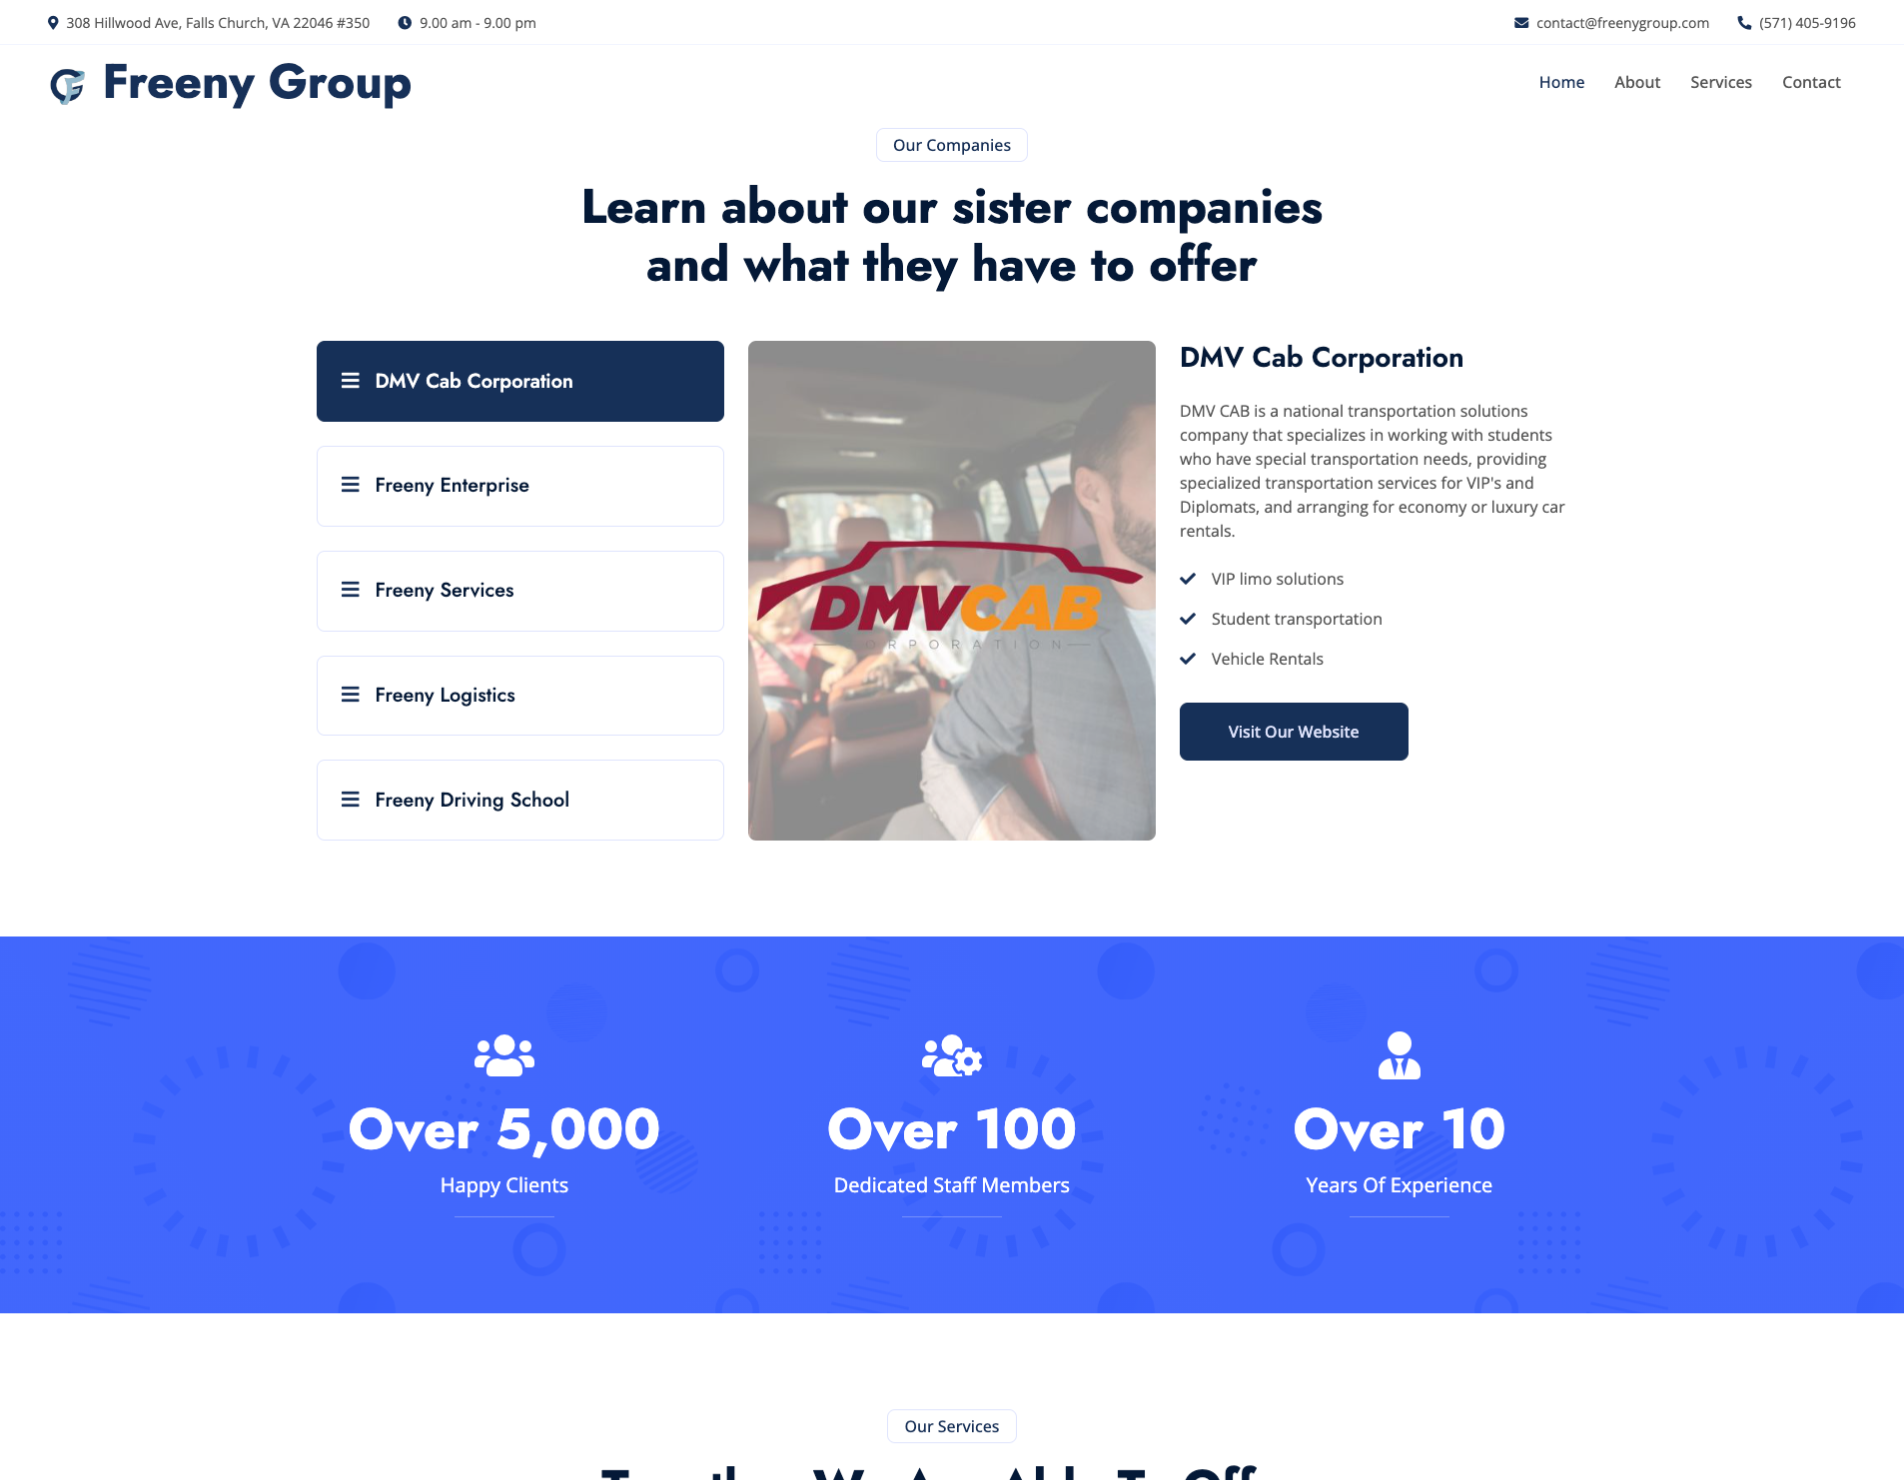 308 Hillwood Ave, Falls Church, VA 22046 #350
9.00 am - 9.00 pm
contact@freenygroup.com
(571) 405-9196
Freeny Group
Home
About
Services
Contact
Our Companies
Learn about our sister companies
and what they have to offer
DMV Cab Corporation
Freeny Enterprise
Freeny Services
Freeny Logistics
Freeny Driving School
DMVCAB
ORPORATION
DMV Cab Corporation
DMV CAB is a national transportation solutions
company that specializes in working with students
who have special transportation needs, providing
specialized transportation services for VIP's and
Diplomats, and arranging for economy or luxury car
rentals.
VIP limo solutions
Student transportation
Vehicle Rentals
Visit Our Website
Over 5,000
Happy Clients
Over 100
Dedicated Staff Members
Over 10
Years Of Experience
Our Services